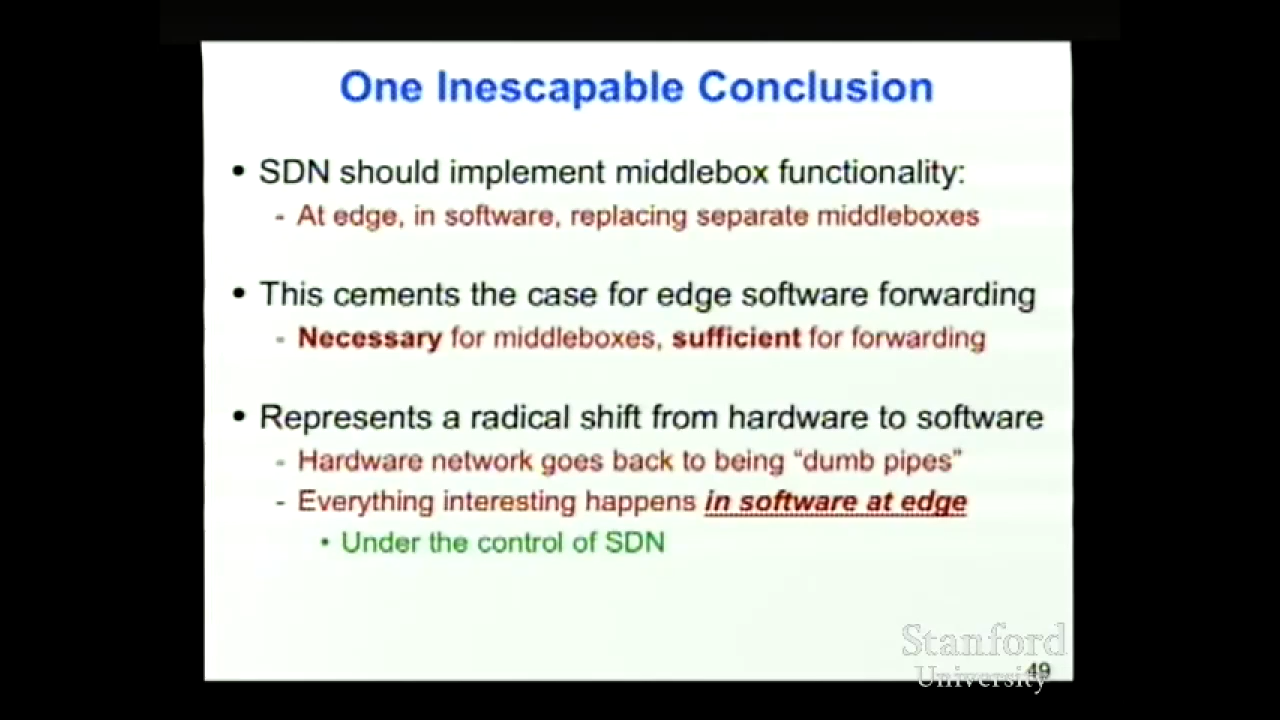 One Inescapable Conclusion
• SDN should implement middlebox functionality:
- At edge, in software, replacing separate middleboxes
• This cements the case for edge software forwarding
- Necessary for middleboxes, sufficient for forwarding
• Represents a radical shift from hardware to software
- Hardware network goes back to being “dumb pipes”
- Everything interesting happens in software at edge
• Under the control of SDN
Stanford
University
49